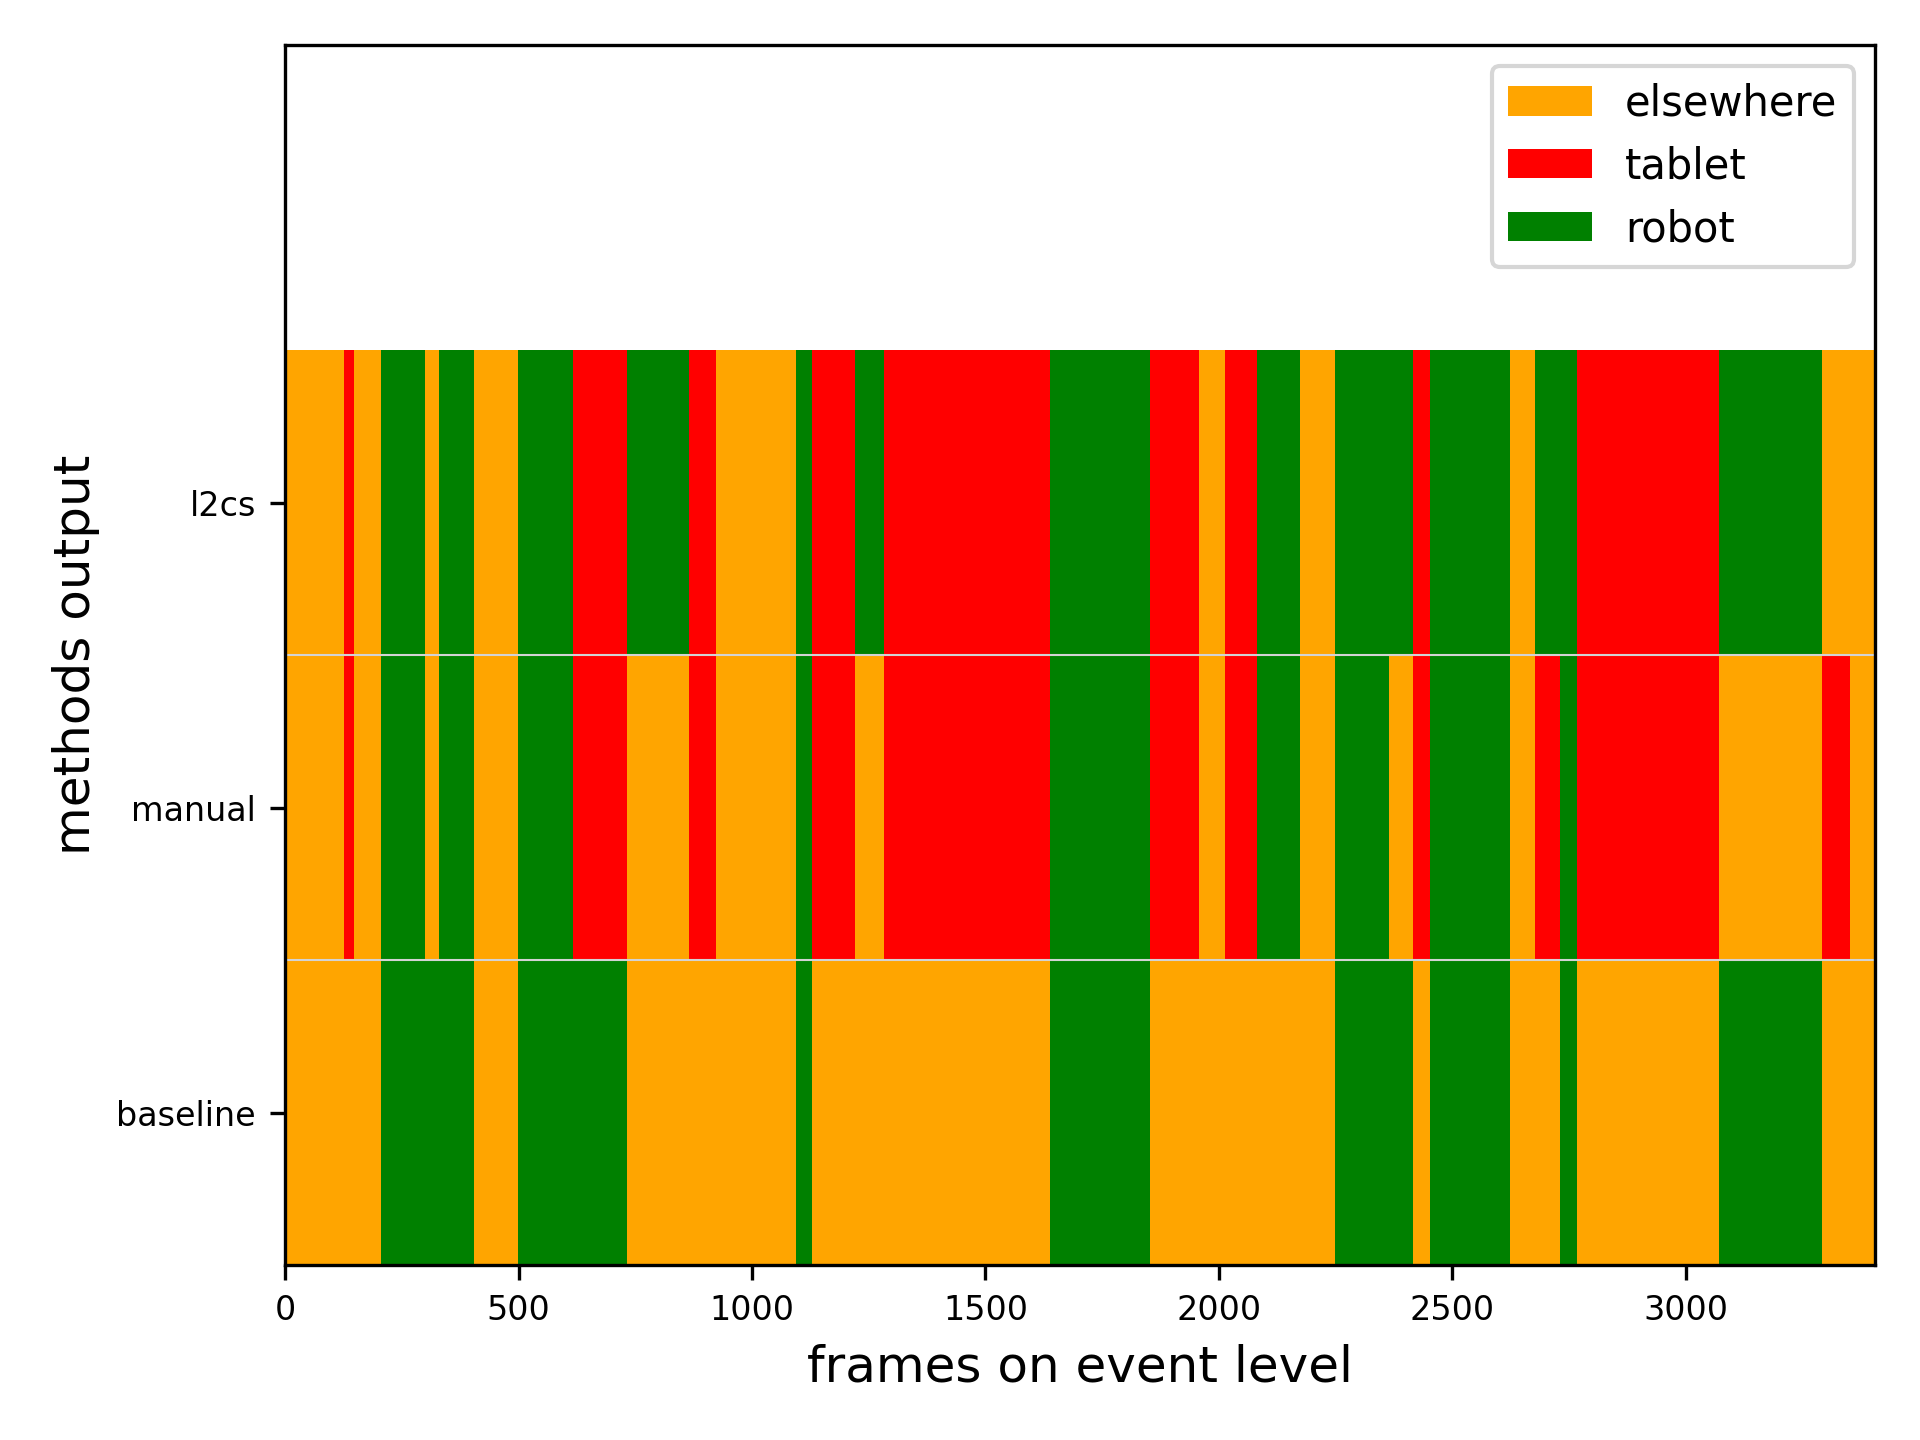 elsewhere
tablet
robot
methods output
l2cs
manual
baseline
0 500 1000 1500 2000 2500 3000
frames on event level